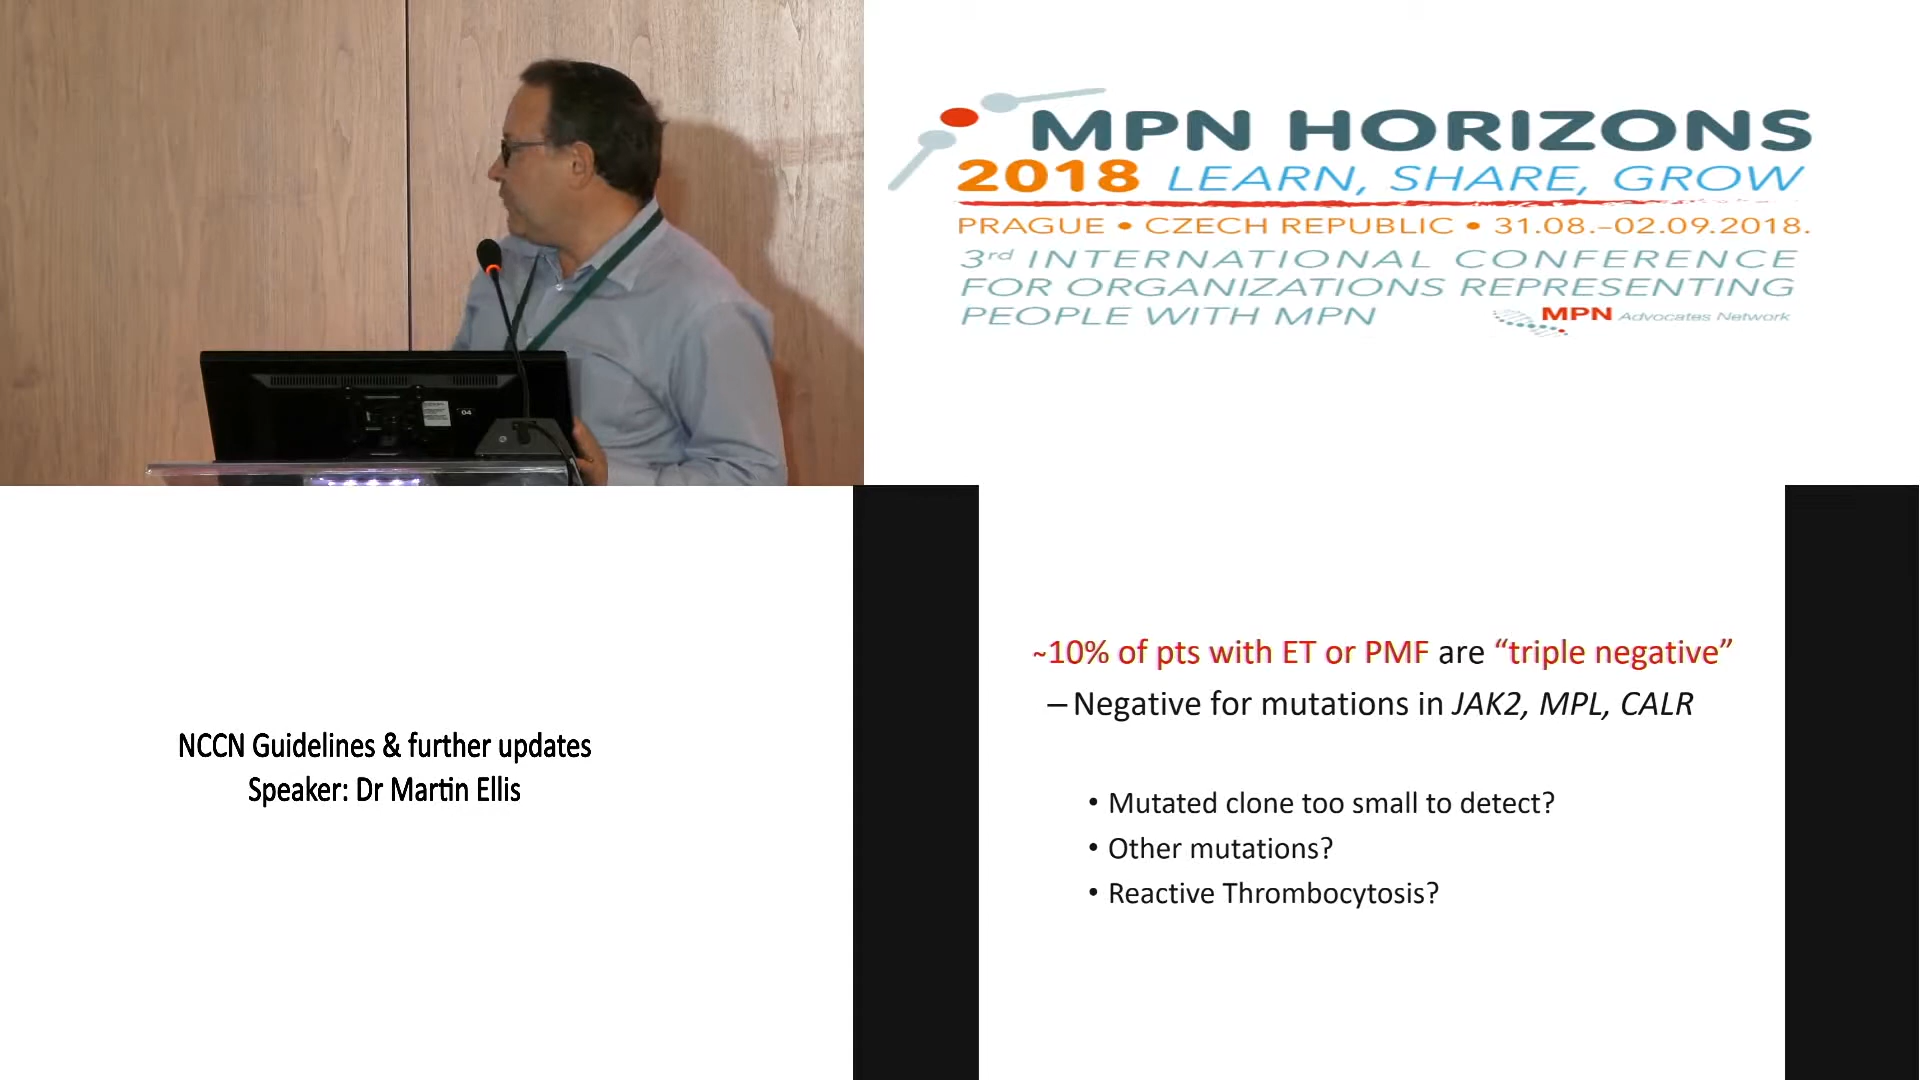 MPN HORIZONS
2018 LEARN, SHARE, GROW
PRAGUE • CZECH REPUBLIC • 31.08.–02.09.2018.
3rd INTERNATIONAL CONFERENCE
FOR ORGANIZATIONS REPRESENTING
PEOPLE WITH MPN
MPN Advocates Network
04
NCCN Guidelines & further updates
Speaker: Dr Martin Ellis
~10% of pts with ET or PMF are “triple negative”
– Negative for mutations in JAK2, MPL, CALR
• Mutated clone too small to detect?
• Other mutations?
• Reactive Thrombocytosis?